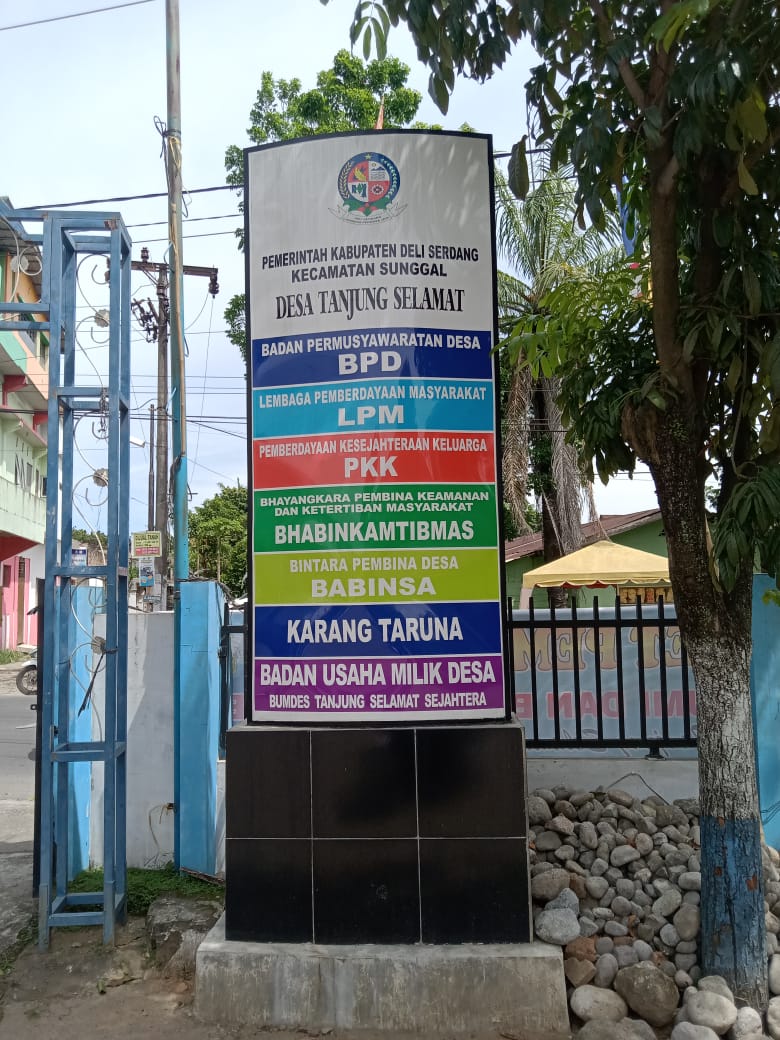 PEMERINTAH KABUPATEN DELI SERDANG
KECAMATAN SUNGGAL
DESA TANJUNG SELAMAT
BADAN PERMUSYAWARATAN DESA
BPD
LEMBAGA PEMBERDAYAAN MASYARAKAT
LPM
PEMBERDAYAAN KESEJAHTERAAN KELUARGA
PKK
BHAYANGKARA PEMBINA KEAMANAN
DAN KETERTIBAN MASYARAKAT
BHABINKAMTIBMAS
BINTARA PEMBINA DESA
BABINSA
KARANG TARUNA
BADAN USAHA MILIK DESA
BUMDES TANJUNG SELAMAT SEJAHTERA